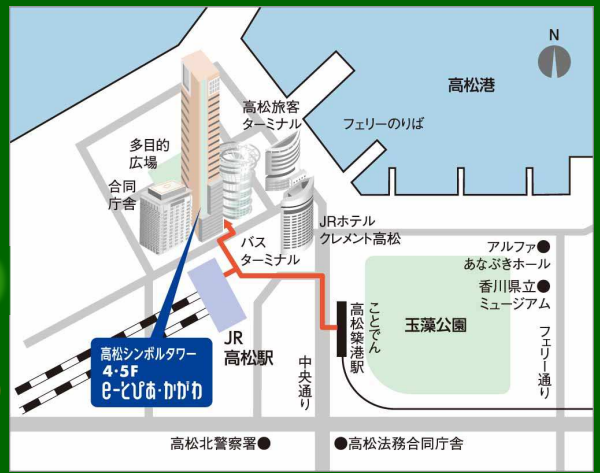 N
高松港
高松旅客
ターミナル
フェリーのりば
多目的
広場
合同
庁舎
JRホテル
クレメント高松
バス
ターミナル
アルファ
あなぶきホール
香川県立
ミュージアム
玉藻公園
ことでん
高松築港駅
JR
高松駅
中央通り
フェリー通り
高松シンボルタワー
4・5F
e-とぴあ・かがわ
高松北警察署
高松法務合同庁舎